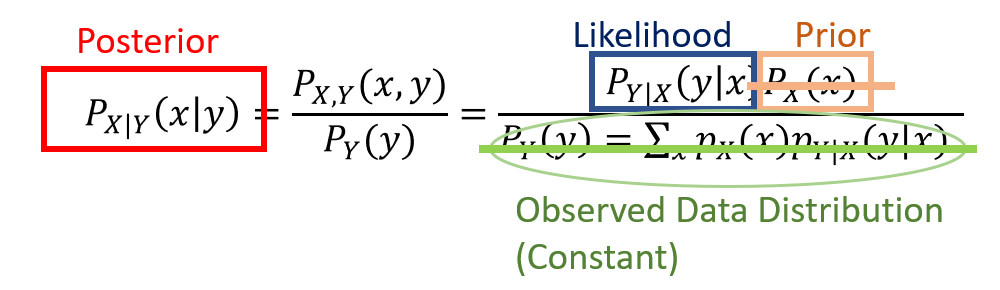 Posterior
Likelihood Prior
P_{X|Y}(x|y) = P_{X,Y}(x, y) / P_Y(y) = P_{Y|X}(y|x) P_X(x) / P_Y(y) = ∑_x p_X(x)p_{Y|X}(y|x)
Observed Data Distribution
(Constant)